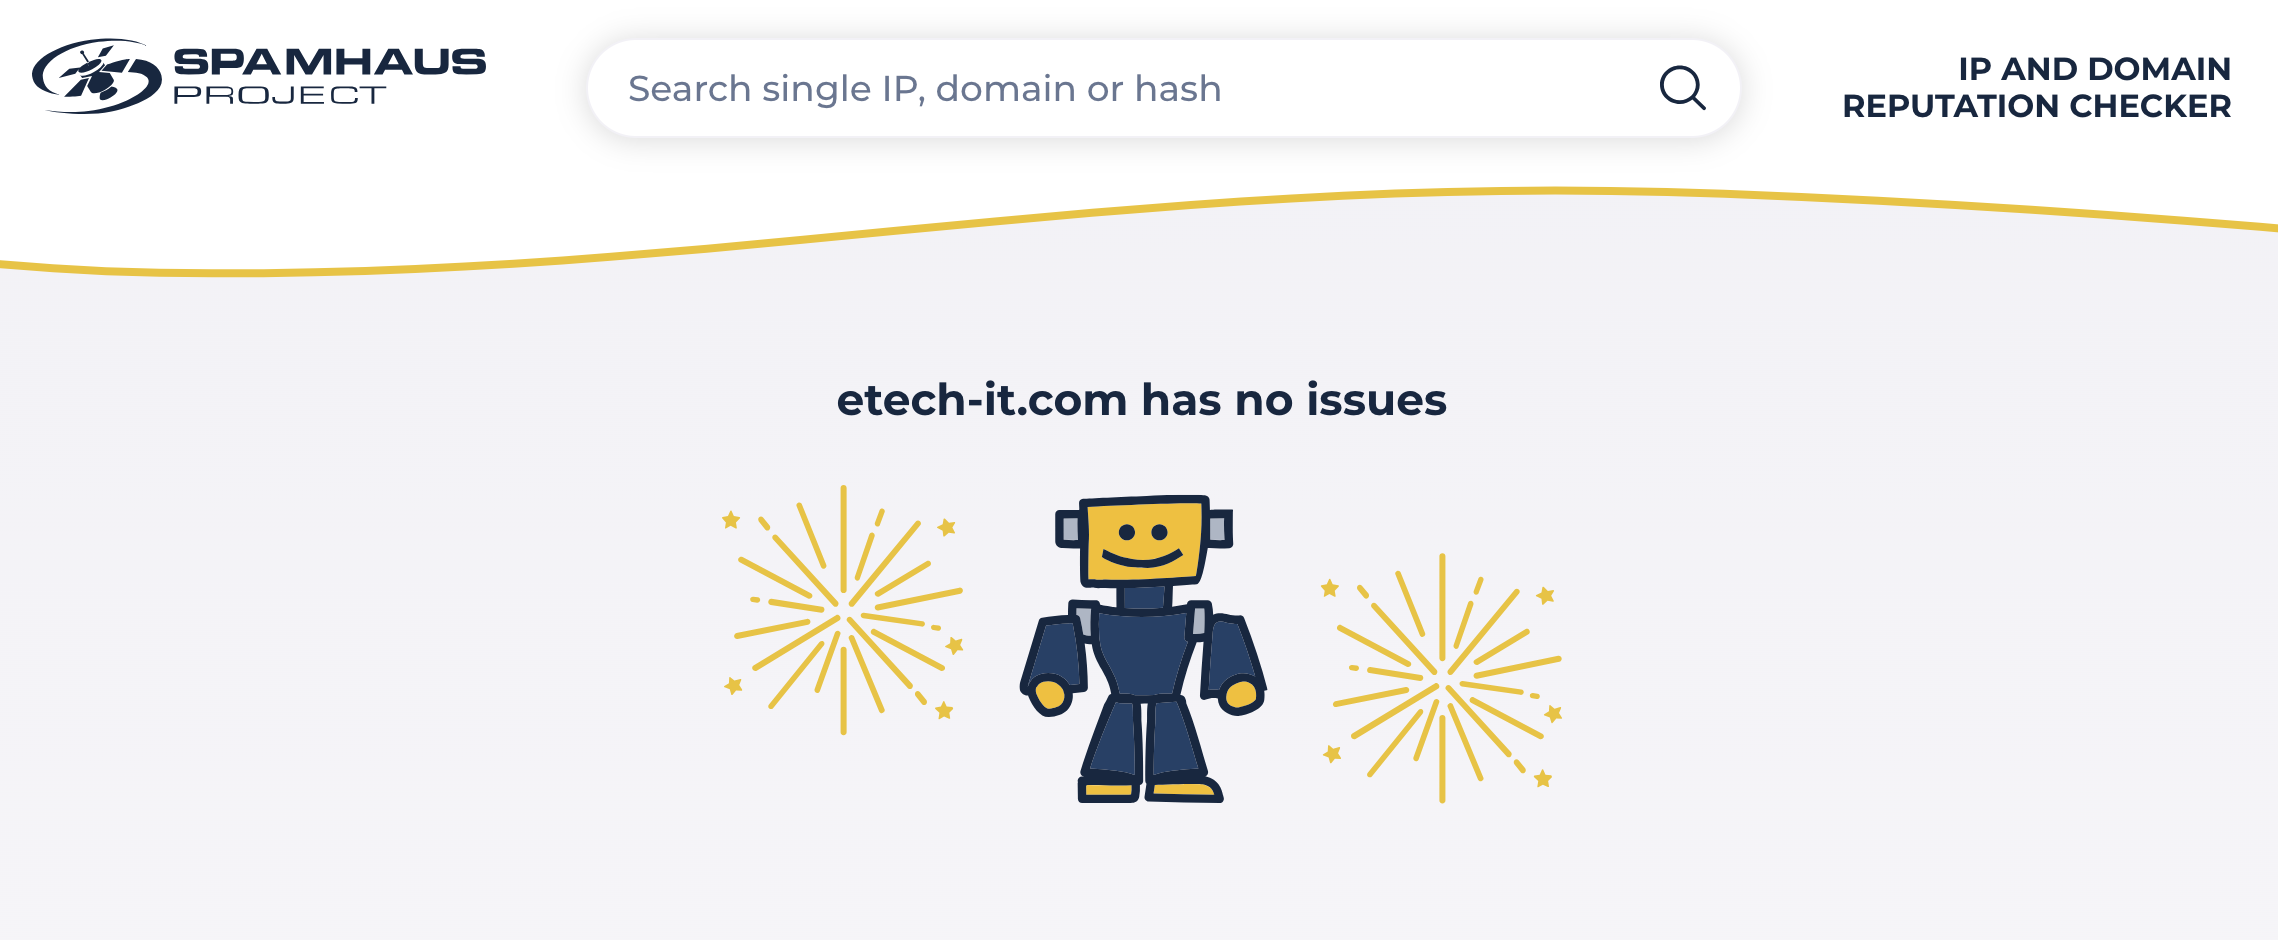 SPAMHAUS
PROJECT
Search single IP, domain or hash
IP AND DOMAIN
REPUTATION CHECKER
etech-it.com has no issues